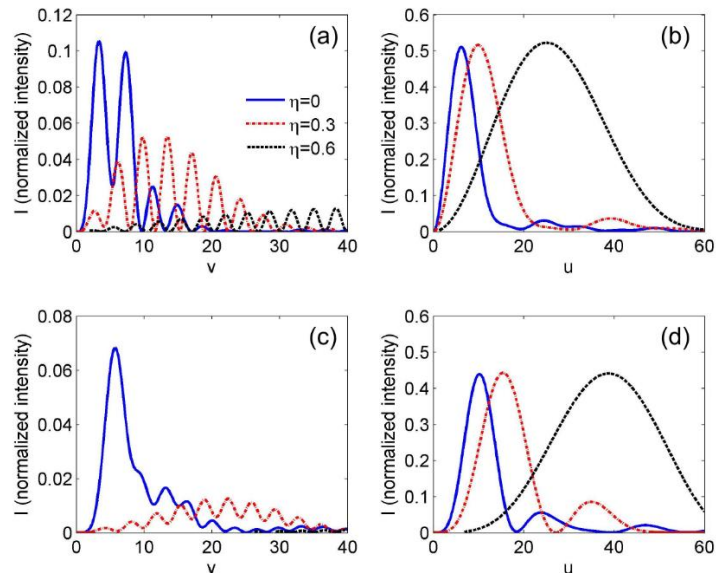 (a)
I (normalized intensity)
0.12
0.1
0.08
0.06
0.04
0.02
0
η=0
η=0.3
η=0.6
0 10 20 30 40
v
(b)
I (normalized intensity)
0.6
0.5
0.4
0.3
0.2
0.1
0
0 20 40 60
u
(c)
I (normalized intensity)
0.08
0.06
0.04
0.02
0
0 10 20 30 40
v
(d)
I (normalized intensity)
0.6
0.5
0.4
0.3
0.2
0.1
0
0 20 40 60
u